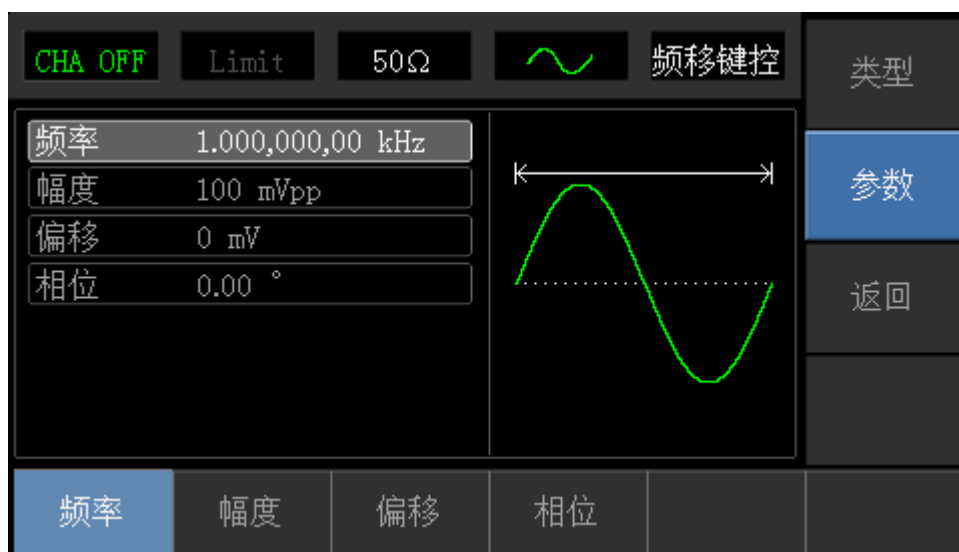 CHA OFF Limit 50Ω 频移键控
类型
频率 1.000,000,00 kHz
幅度 100 mVpp
偏移 0 mV
相位 0.00 °
参数
返回
频率 幅度 偏移 相位